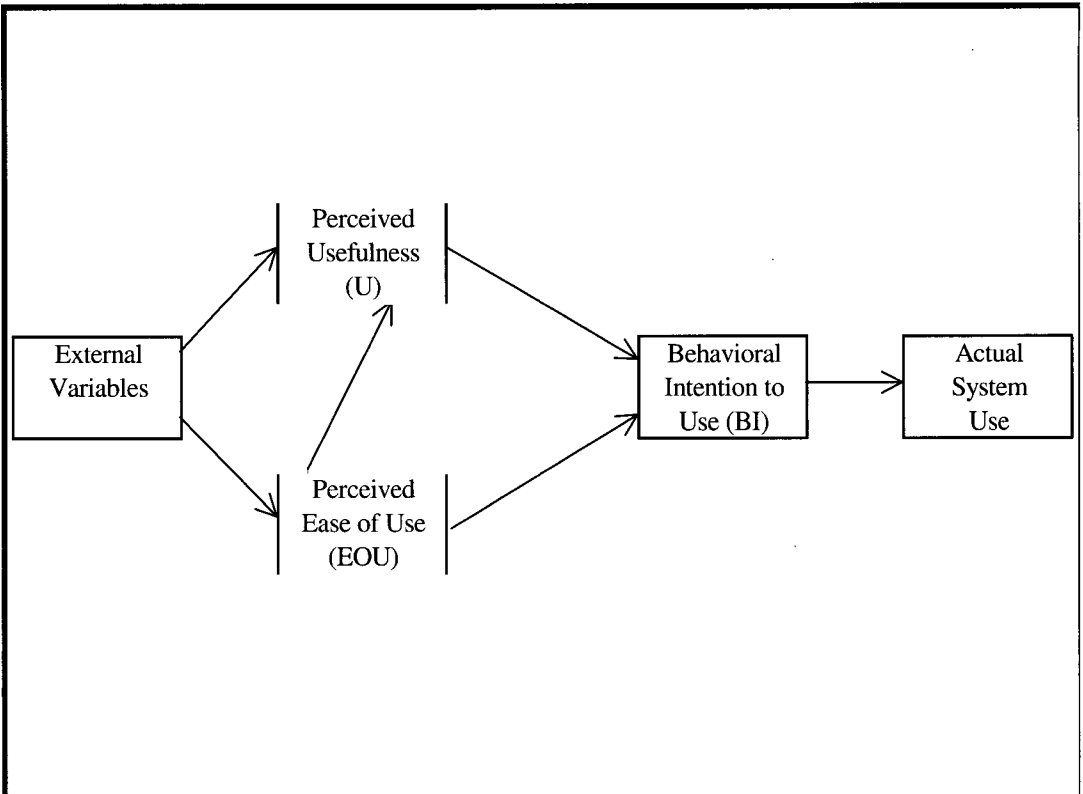 Perceived
Usefulness
(U)
External
Variables
Behavioral
Intention to
Use (BI)
Actual
System
Use
Perceived
Ease of Use
(EOU)